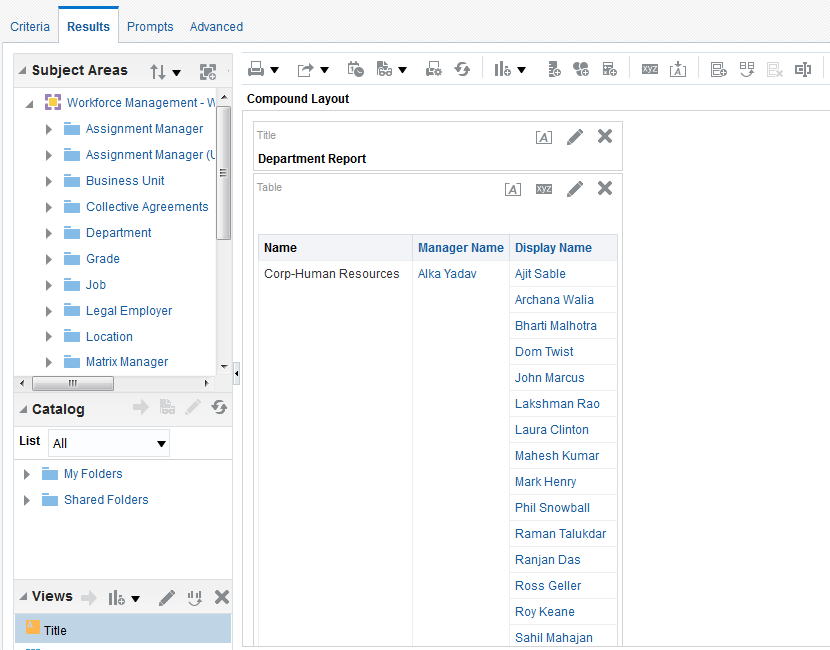 Criteria Results Prompts Advanced
Subject Areas
Workforce Management - W
Assignment Manager
Assignment Manager (U
Business Unit
Collective Agreements
Department
Grade
Job
Legal Employer
Location
Matrix Manager
Catalog
List All
My Folders
Shared Folders
Views
Title
xyz A
Compound Layout
Title A
Department Report
Table A xyz
Name Manager Name Display Name
Corp-Human Resources Alka Yadav Ajit Sable
Archana Walia
Bharti Malhotra
Dom Twist
John Marcus
Lakshman Rao
Laura Clinton
Mahesh Kumar
Mark Henry
Phil Snowball
Raman Talukdar
Ranjan Das
Ross Geller
Roy Keane
Sahil Mahajan